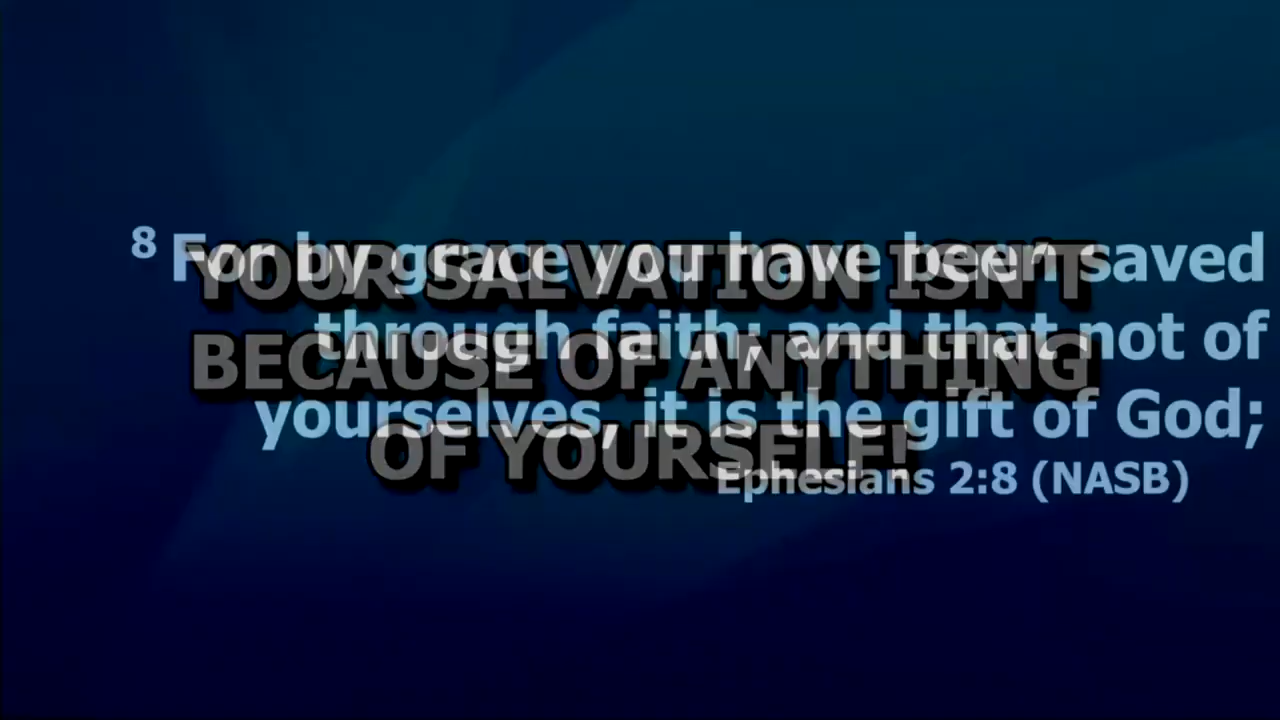 8 For by grace you have been saved
through faith; and that not of
yourselves, it is the gift of God;
Ephesians 2:8 (NASB)
YOUR SALVATION ISN'T
BECAUSE OF ANYTHING
OF YOURSELF!